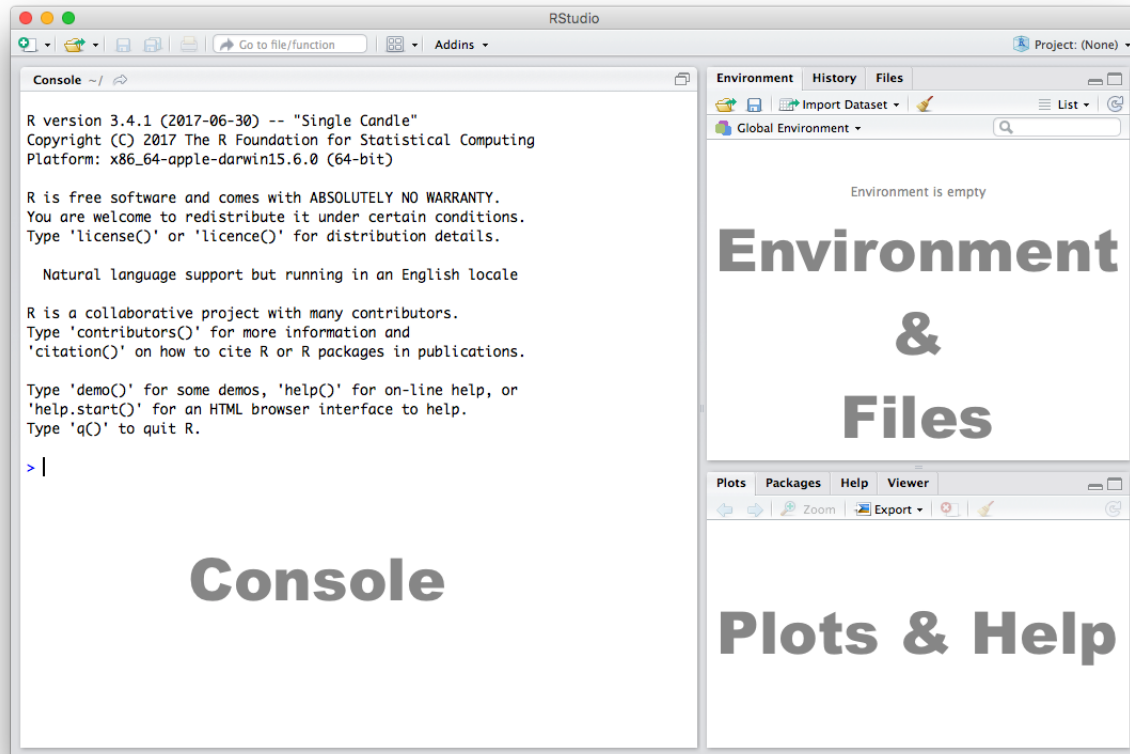 RStudio
Go to file/function
Addins
Project: (None)
Console ~/
R version 3.4.1 (2017-06-30) -- "Single Candle"
Copyright (C) 2017 The R Foundation for Statistical Computing
Platform: x86_64-apple-darwin15.6.0 (64-bit)
R is free software and comes with ABSOLUTELY NO WARRANTY.
You are welcome to redistribute it under certain conditions.
Type 'license()' or 'licence()' for distribution details.
Natural language support but running in an English locale
R is a collaborative project with many contributors.
Type 'contributors()' for more information and
'citation()' on how to cite R or R packages in publications.
Type 'demo()' for some demos, 'help()' for on-line help, or
'help.start()' for an HTML browser interface to help.
Type 'q()' to quit R.
>
Console
Environment History Files
Import Dataset List
Global Environment
Environment is empty
Environment
&
Files
Plots Packages Help Viewer
Zoom Export
Plots & Help